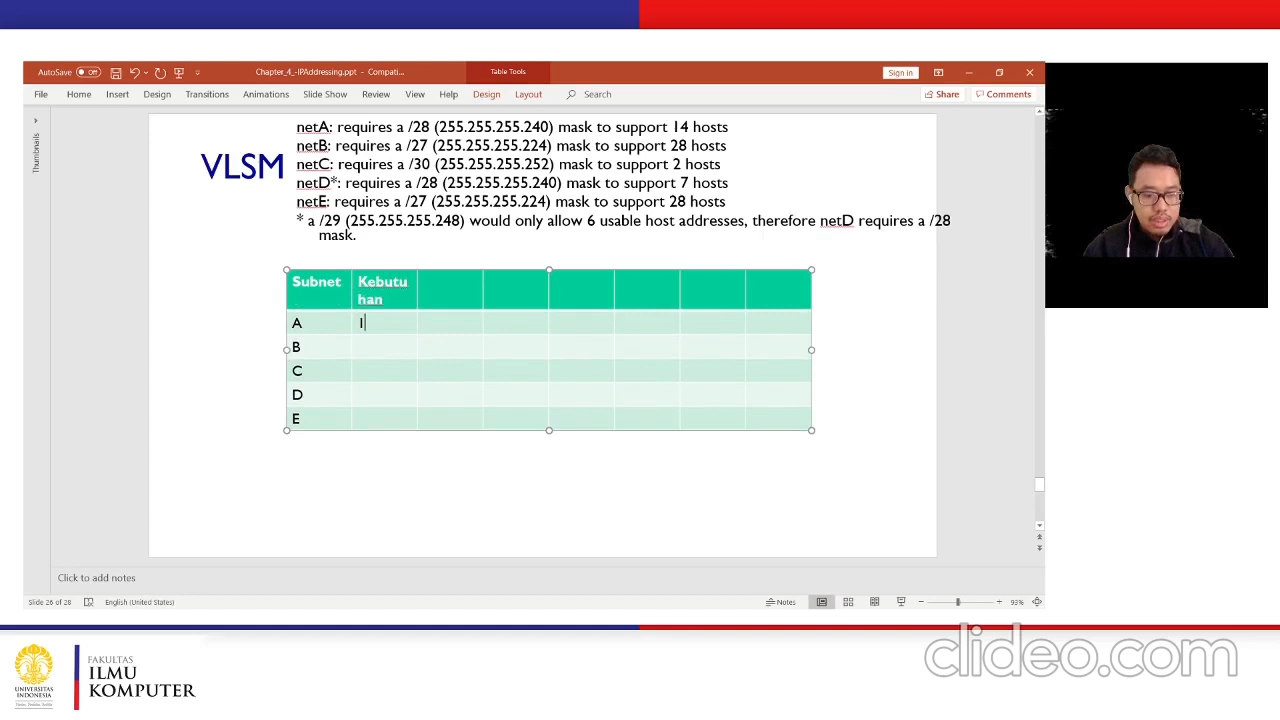 AutoSave Off
Chapter_4_-IPAddressing.ppt - Compati...
Table Tools
Sign in
File Home Insert Design Transitions Animations Slide Show Review View Help Design Layout Search Share Comments
Thumbnails
VLSM
netA: requires a /28 (255.255.255.240) mask to support 14 hosts
netB: requires a /27 (255.255.255.224) mask to support 28 hosts
netC: requires a /30 (255.255.255.252) mask to support 2 hosts
netD*: requires a /28 (255.255.255.240) mask to support 7 hosts
netE: requires a /27 (255.255.255.224) mask to support 28 hosts
* a /29 (255.255.255.248) would only allow 6 usable host addresses, therefore netD requires a /28
mask.
Subnet Kebutu
han
A 1
B
C
D
E
Click to add notes
Slide 26 of 28 English (United States) Notes 93%
UNIVERSITAS
INDONESIA
FAKULTAS
ILMU
KOMPUTER
clideo.com